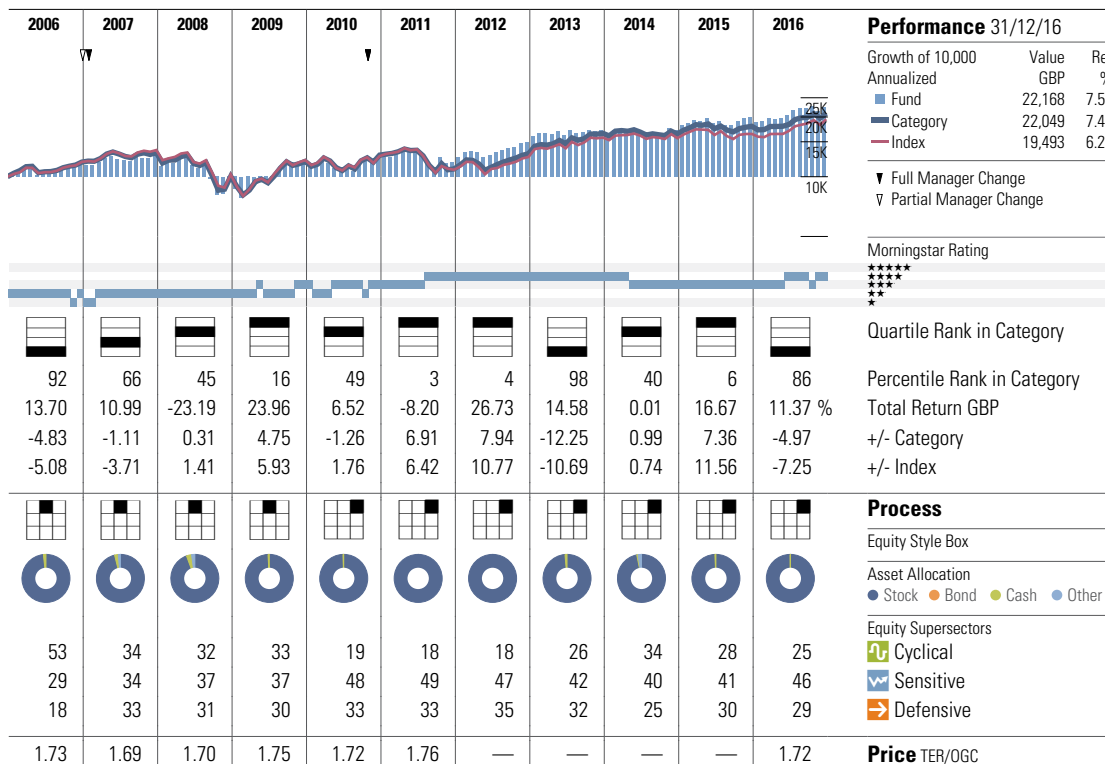 2006 2007 2008 2009 2010 2011 2012 2013 2014 2015 2016
Performance 31/12/16
Growth of 10,000 Value Re
Annualized GBP %
Fund 22,168 7.5
Category 22,049 7.4
Index 19,493 6.2
25K
20K
15K
10K
▼ Full Manager Change
▽ Partial Manager Change
Morningstar Rating
★★★★★
★★★★
★★★
★★
★
Quartile Rank in Category
92 66 45 16 49 3 4 98 40 6 86 Percentile Rank in Category
13.70 10.99 -23.19 23.96 6.52 -8.20 26.73 14.58 0.01 16.67 11.37 % Total Return GBP
-4.83 -1.11 0.31 4.75 -1.26 6.91 7.94 -12.25 0.99 7.36 -4.97 +/- Category
-5.08 -3.71 1.41 5.93 1.76 6.42 10.77 -10.69 0.74 11.56 -7.25 +/- Index
Process
Equity Style Box
Asset Allocation
Stock Bond Cash Other
Equity Supersectors
53 34 32 33 19 18 18 26 34 28 25 Cyclical
29 34 37 37 48 49 47 42 40 41 46 Sensitive
18 33 31 30 33 33 35 32 25 30 29 Defensive
1.73 1.69 1.70 1.75 1.72 1.76 — — — — 1.72 Price TER/OGC